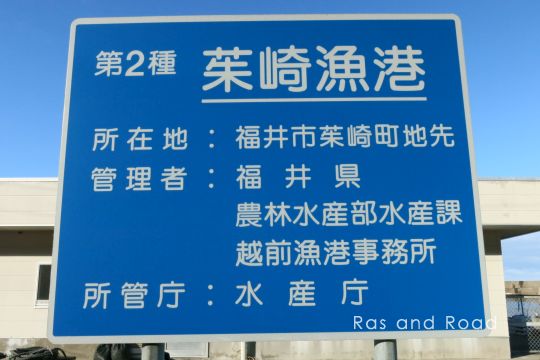 第2種 茱崎漁港
所在地：福井市茱崎町地先
管理者：福井県
農林水産部水産課
越前漁港事務所
所管庁：水産庁
Ras and Road